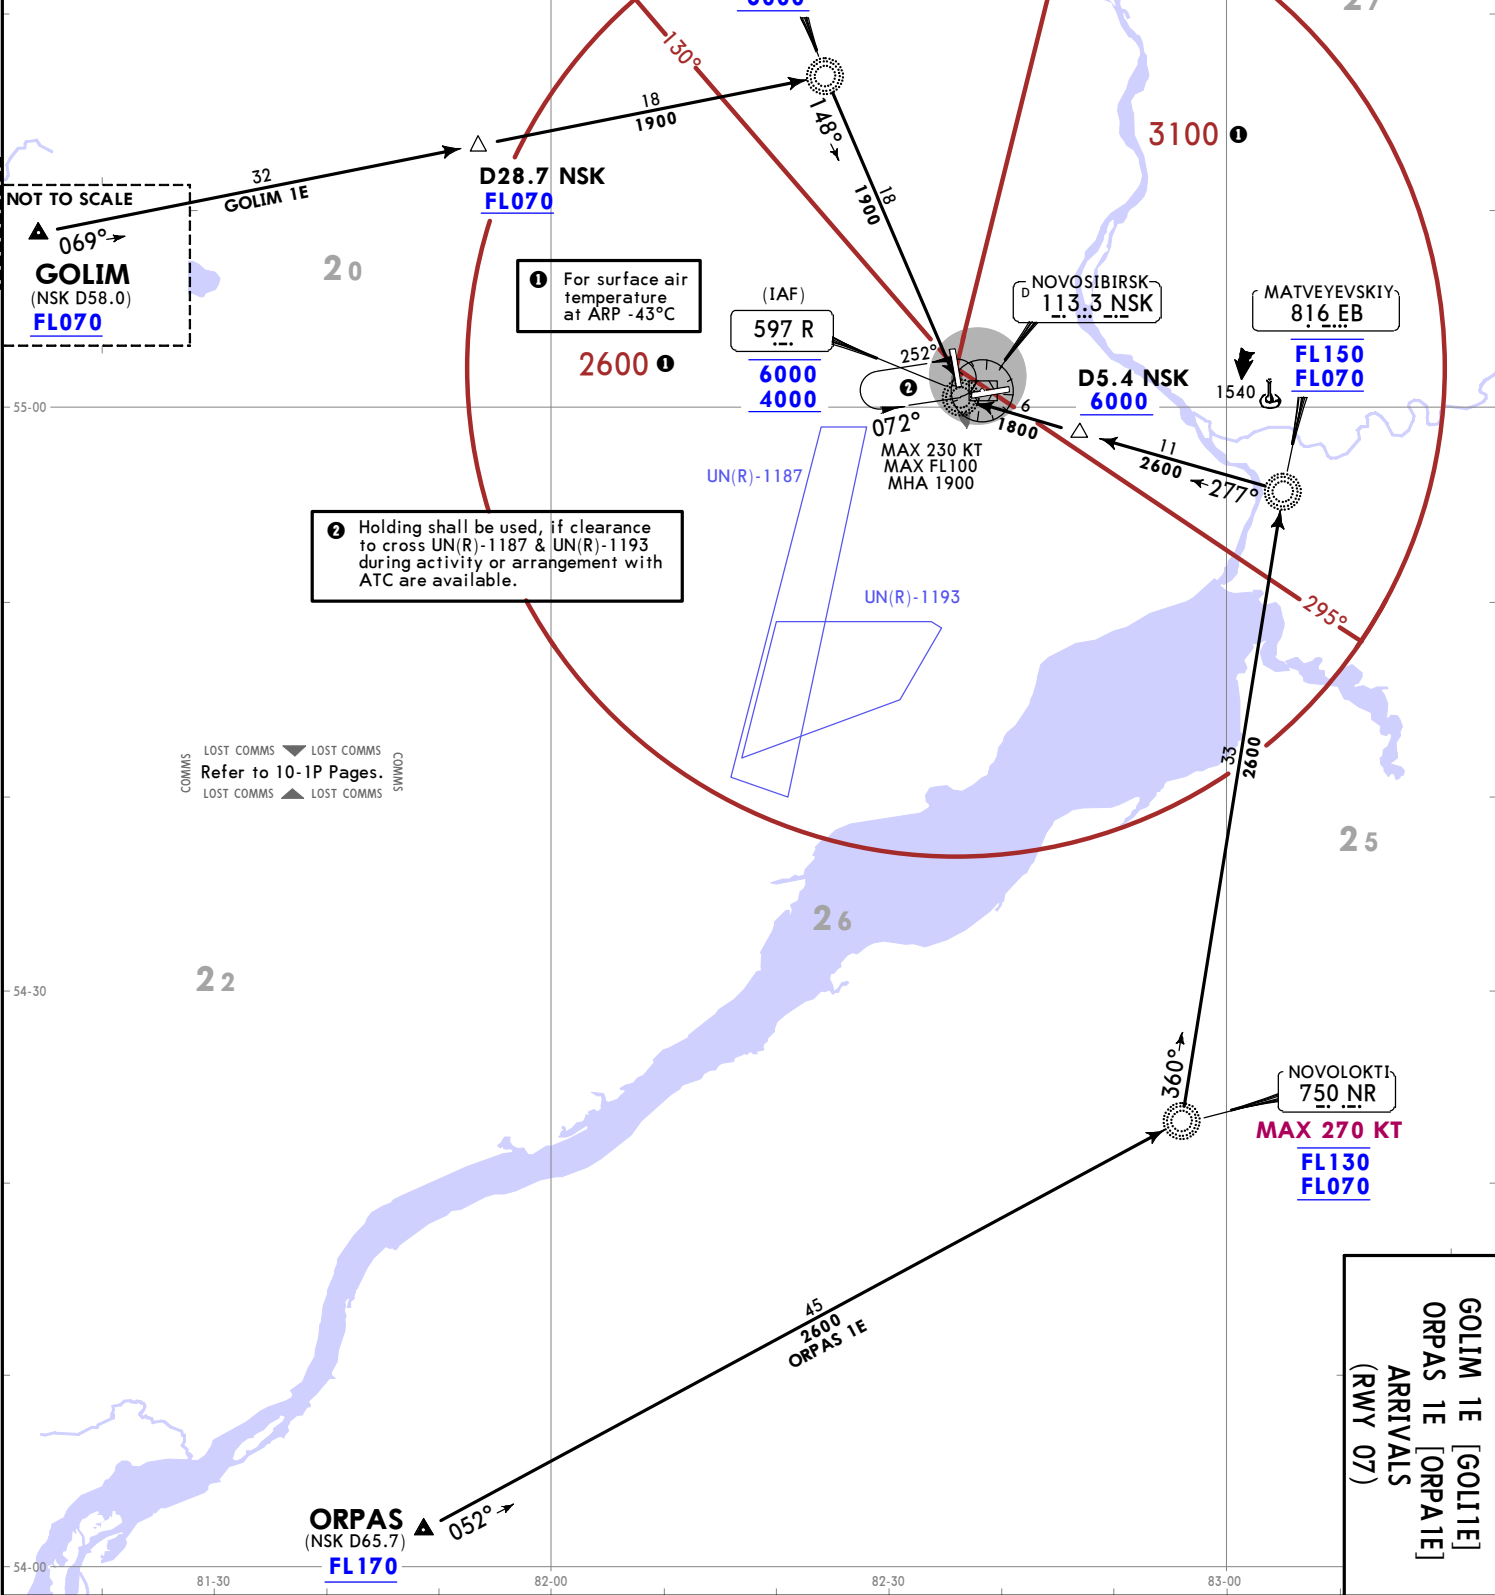 27
130°
18
1900
148°
18
1900
3100 ❶
32
GOLIM 1E
D28.7 NSK
FL070
NOT TO SCALE
069°
GOLIM
(NSK D58.0)
FL070
20
❶ For surface air
temperature
at ARP -43°C
2600 ❶
(IAF)
597 R
6000
4000
252°
❷
072°
MAX 230 KT
MAX FL100
MHA 1900
NOVOSIBIRSK
D 113.3 NSK
MATVEYEVSKIY
816 EB
FL150
FL070
D5.4 NSK
6000
1540
6
1800
11
2600
277°
55-00
UN(R)-1187
❷ Holding shall be used, if clearance
to cross UN(R)-1187 & UN(R)-1193
during activity or arrangement with
ATC are available.
UN(R)-1193
295°
LOST COMMS LOST COMMS
COMMS
Refer to 10-1P Pages.
COMMS
LOST COMMS LOST COMMS
33
2600
25
26
22
54-30
360°
NOVOLOKTI
750 NR
MAX 270 KT
FL130
FL070
45
2600
ORPAS 1E
ORPAS
(NSK D65.7)
FL170
052°
GOLIM 1E [GOLI1E]
ORPAS 1E [ORPA1E]
ARRIVALS
(RWY 07)
54-00
81-30
82-00
82-30
83-00